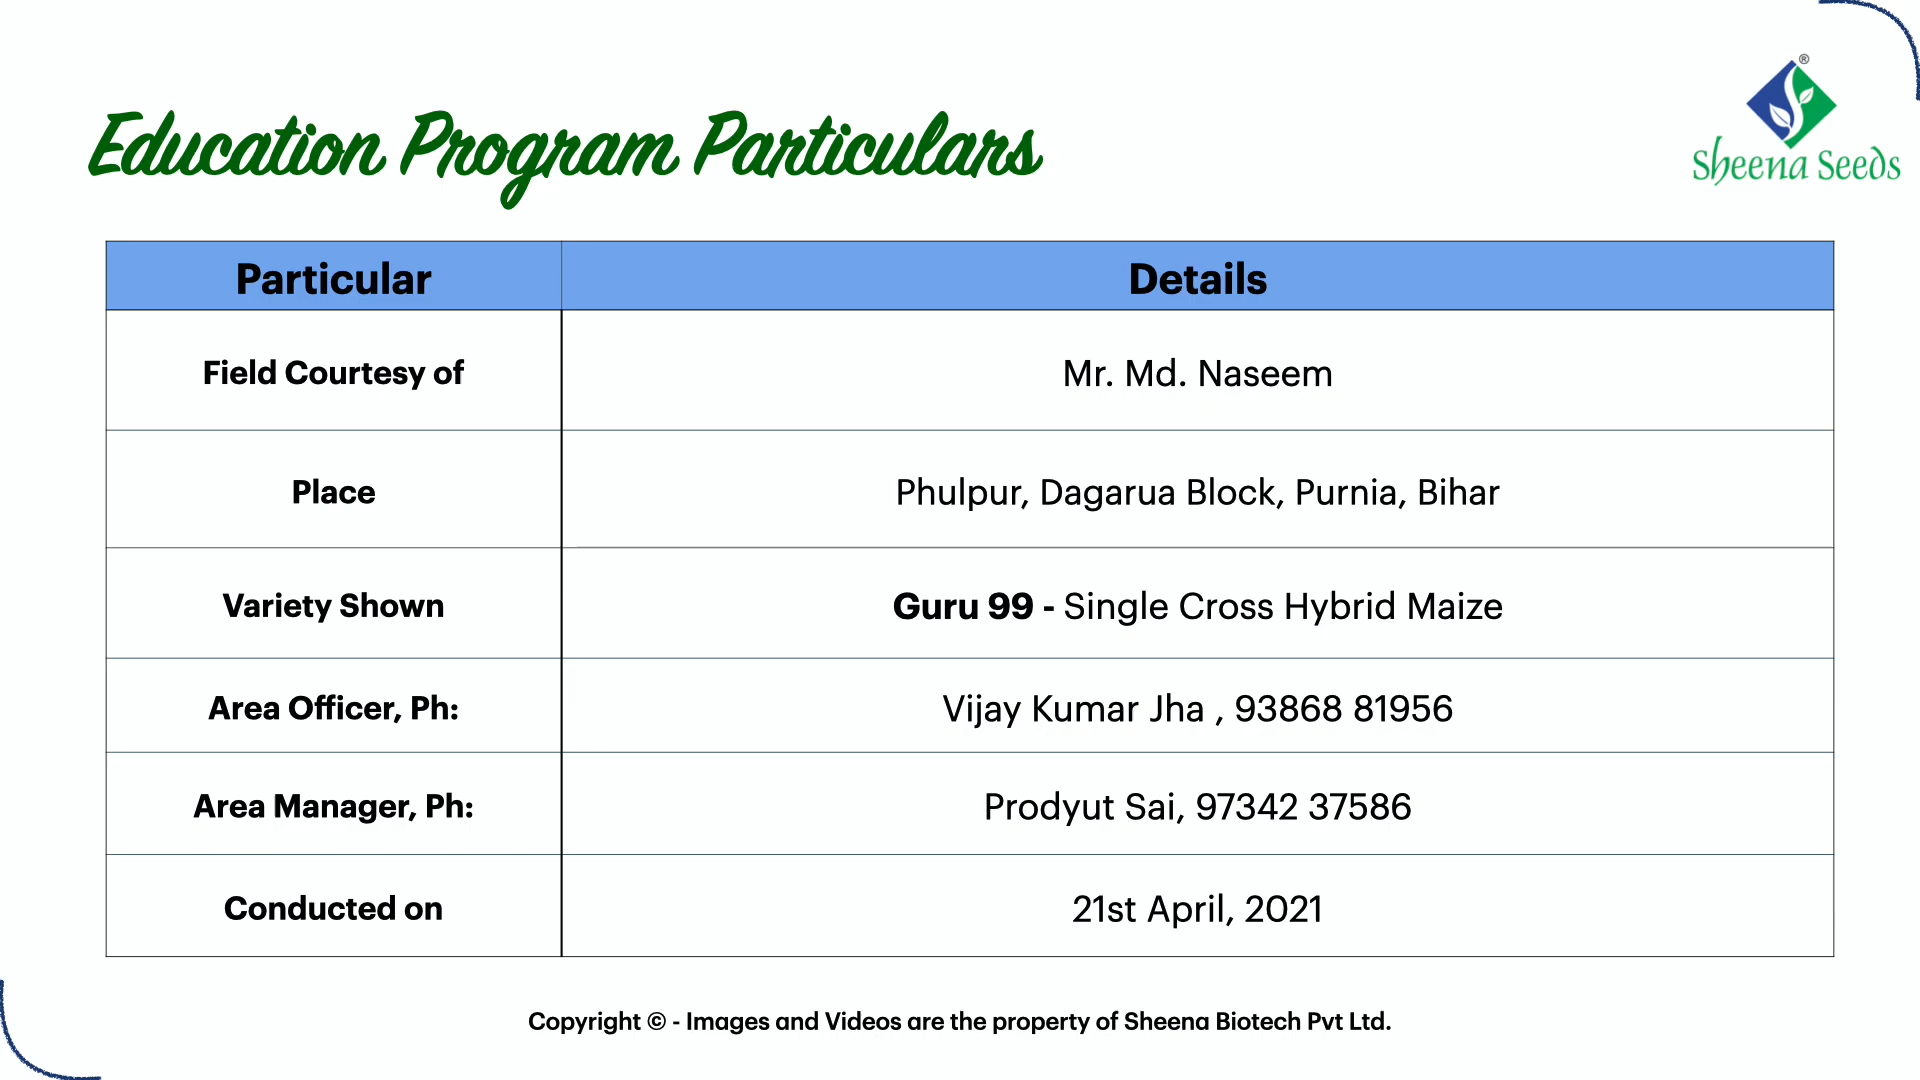 Education Program Particulars
®
Sheena Seeds
Particular Details
Field Courtesy of Mr. Md. Naseem
Place Phulpur, Dagarua Block, Purnia, Bihar
Variety Shown Guru 99 - Single Cross Hybrid Maize
Area Officer, Ph: Vijay Kumar Jha , 93868 81956
Area Manager, Ph: Prodyut Sai, 97342 37586
Conducted on 21st April, 2021
Copyright © - Images and Videos are the property of Sheena Biotech Pvt Ltd.